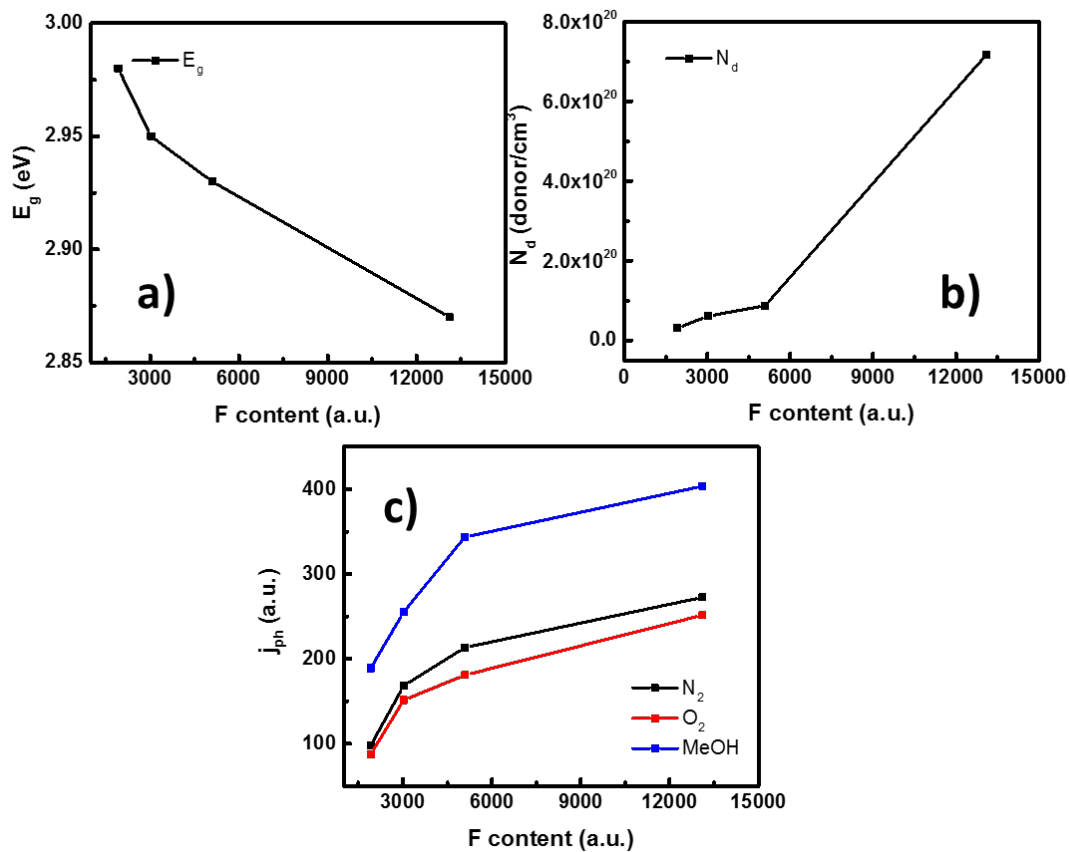 3.00
2.95
2.90
2.85
E_g (eV)
E_g
a)
3000
6000
9000
12000
15000
F content (a.u.)
8.0x10^20
6.0x10^20
4.0x10^20
2.0x10^20
0.0
N_d (donor/cm^3)
N_d
b)
0
3000
6000
9000
12000
15000
F content (a.u.)
400
300
200
100
j_ph (a.u.)
c)
N_2
O_2
MeOH
3000
6000
9000
12000
15000
F content (a.u.)